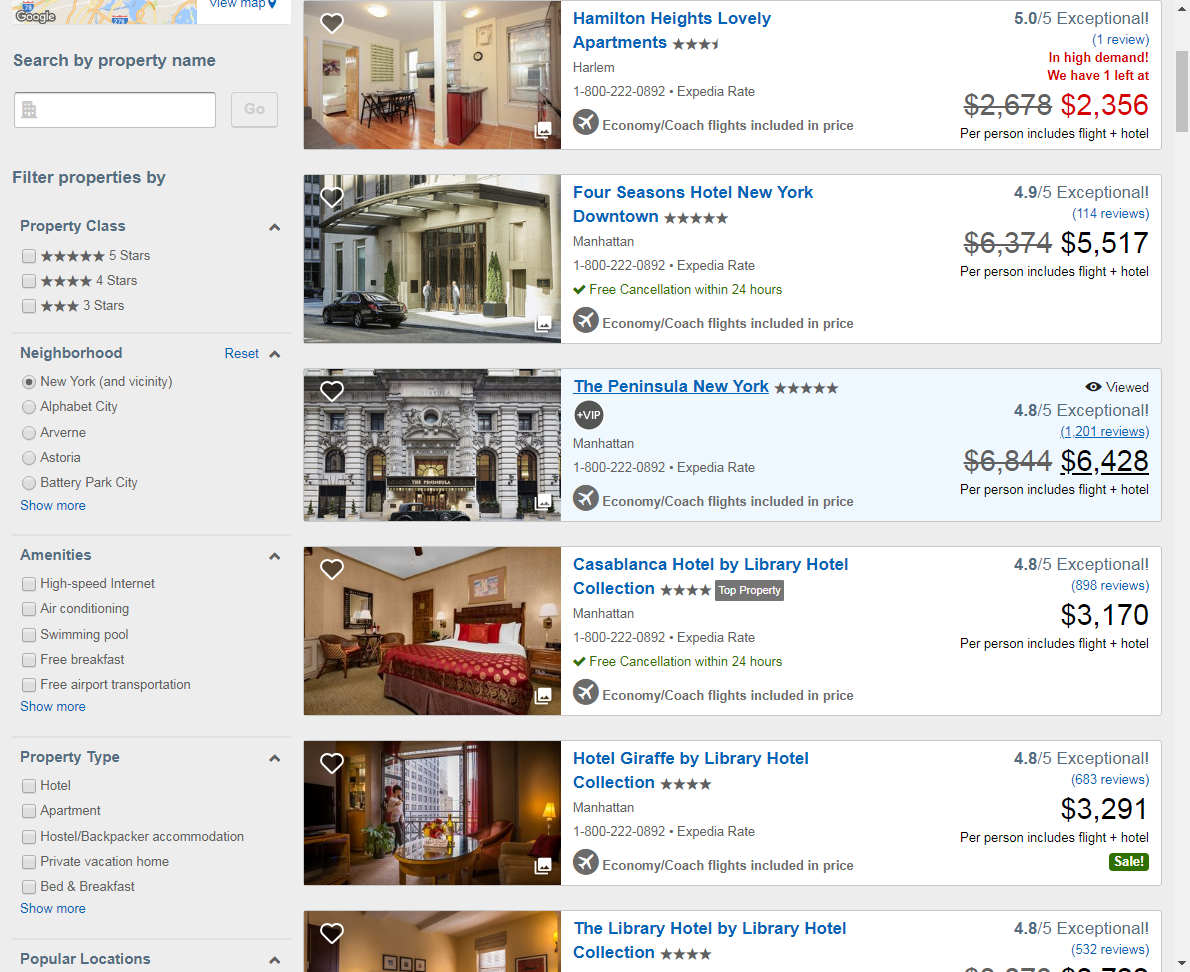 Google
78
278
View map
Search by property name
Go
Filter properties by
Property Class
5 Stars
4 Stars
3 Stars
Neighborhood Reset
New York (and vicinity)
Alphabet City
Arverne
Astoria
Battery Park City
Show more
Amenities
High-speed Internet
Air conditioning
Swimming pool
Free breakfast
Free airport transportation
Show more
Property Type
Hotel
Apartment
Hostel/Backpacker accommodation
Private vacation home
Bed & Breakfast
Show more
Popular Locations
Hamilton Heights Lovely
Apartments
Harlem
1-800-222-0892 • Expedia Rate
Economy/Coach flights included in price
5.0/5 Exceptional!
(1 review)
In high demand!
We have 1 left at
$2,678 $2,356
Per person includes flight + hotel
Four Seasons Hotel New York
Downtown
Manhattan
1-800-222-0892 • Expedia Rate
Free Cancellation within 24 hours
Economy/Coach flights included in price
4.9/5 Exceptional!
(114 reviews)
$6,374 $5,517
Per person includes flight + hotel
THE PENINSULA
The Peninsula New York
+VIP
Manhattan
1-800-222-0892 • Expedia Rate
Economy/Coach flights included in price
Viewed
4.8/5 Exceptional!
(1,201 reviews)
$6,844 $6,428
Per person includes flight + hotel
Casablanca Hotel by Library Hotel
Collection Top Property
Manhattan
1-800-222-0892 • Expedia Rate
Free Cancellation within 24 hours
Economy/Coach flights included in price
4.8/5 Exceptional!
(898 reviews)
$3,170
Per person includes flight + hotel
Hotel Giraffe by Library Hotel
Collection
Manhattan
1-800-222-0892 • Expedia Rate
Economy/Coach flights included in price
4.8/5 Exceptional!
(683 reviews)
$3,291
Per person includes flight + hotel
Sale!
The Library Hotel by Library Hotel
Collection
4.8/5 Exceptional!
(532 reviews)